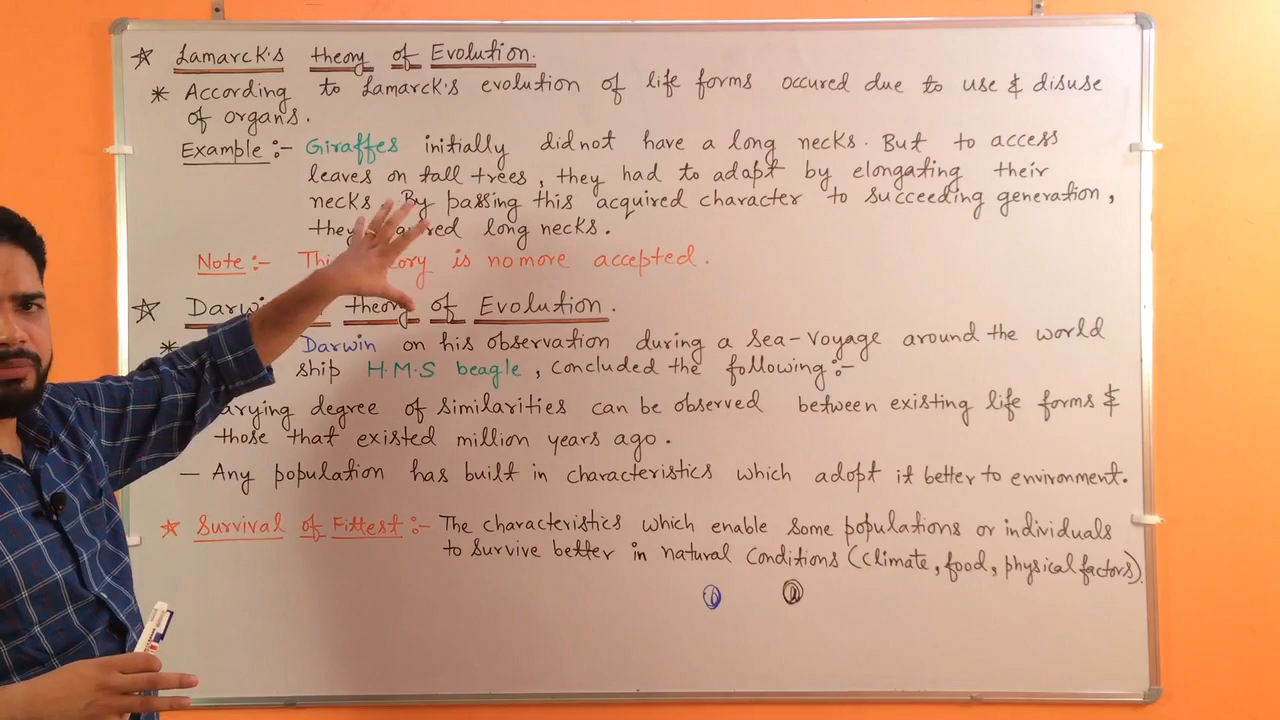 ☆ Lamarck's theory of Evolution.
* According to Lamarck's evolution of life forms occured due to use & disuse
of organs.
Example:- Giraffes initially did not have a long necks. But to access
leaves on tall trees, they had to adapt by elongating their
necks. By passing this acquired character to succeeding generation,
they long necks.
Note:- This theory is no more accepted.
☆ theory of Evolution.
* Darwin on his observation during a Sea-Voyage around the world
ship H.M.S beagle, concluded the following:-
degree of similarities can be observed between existing life forms &
those that existed million years ago.
— Any population has built in characteristics which adopt it better to environment.
☆ Survival of Fittest:- The characteristics which enable some populations or individuals
to survive better in natural conditions (climate, food, physical factors).